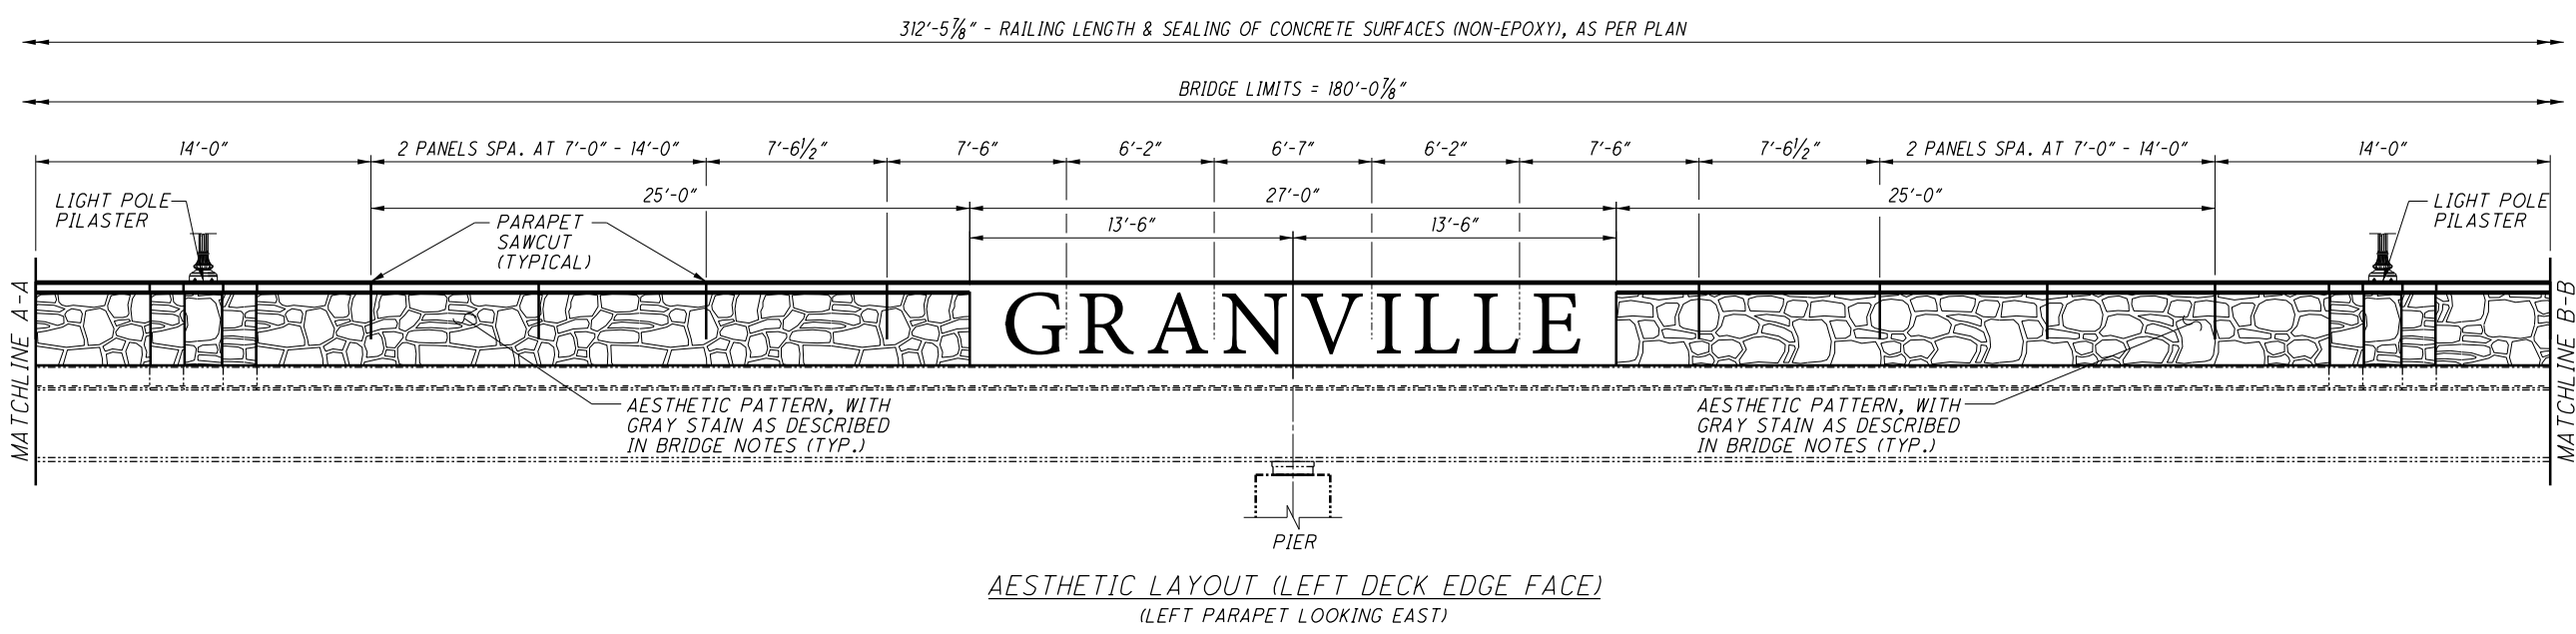 312'-5⅞" - RAILING LENGTH & SEALING OF CONCRETE SURFACES (NON-EPOXY), AS PER PLAN
BRIDGE LIMITS = 180'-0⅞"
14'-0" 2 PANELS SPA. AT 7'-0" - 14'-0" 7'-6½" 7'-6" 6'-2" 6'-7" 6'-2" 7'-6" 7'-6½" 2 PANELS SPA. AT 7'-0" - 14'-0" 14'-0"
25'-0" 27'-0" 25'-0"
13'-6" 13'-6"
LIGHT POLE
PILASTER
PARAPET
SAWCUT
(TYPICAL)
LIGHT POLE
PILASTER
MATCHLINE A-A
GRANVILLE
MATCHLINE B-B
AESTHETIC PATTERN, WITH
GRAY STAIN AS DESCRIBED
IN BRIDGE NOTES (TYP.)
AESTHETIC PATTERN, WITH
GRAY STAIN AS DESCRIBED
IN BRIDGE NOTES (TYP.)
PIER
AESTHETIC LAYOUT (LEFT DECK EDGE FACE)
(LEFT PARAPET LOOKING EAST)